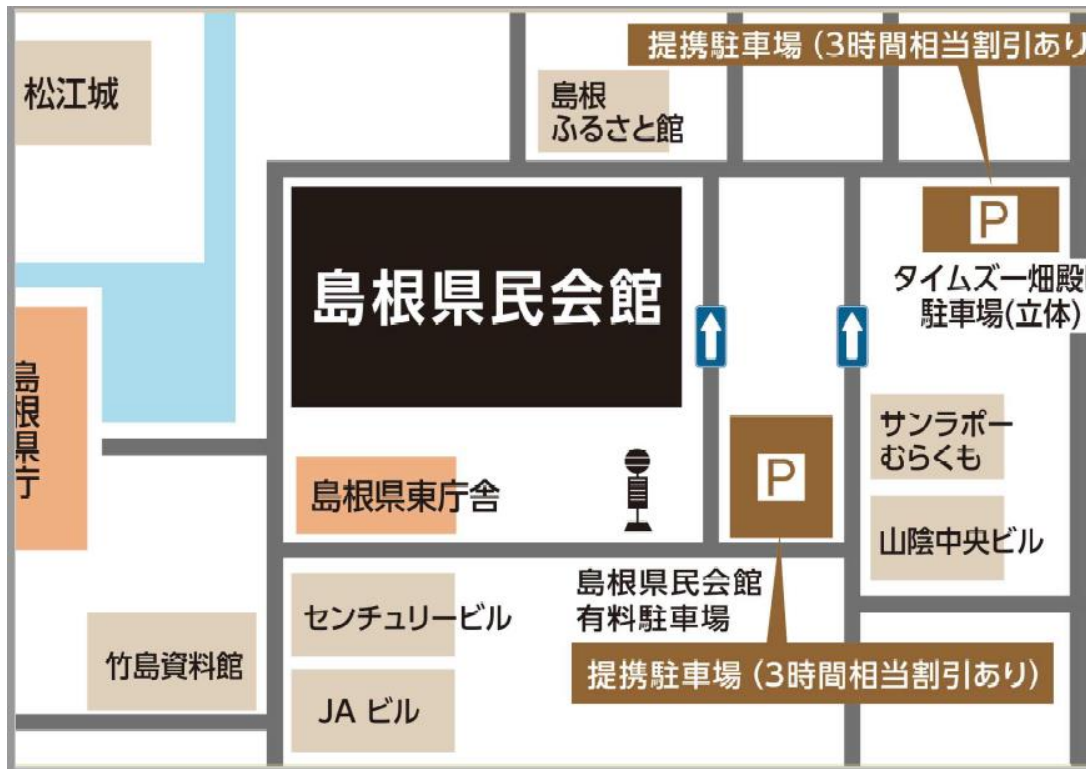 提携駐車場（3時間相当割引あり
松江城
島根
ふるさと館
P
島根県民会館
タイムズ一畑殿
駐車場(立体)
島根県庁
サンラポー
むらくも
P
島根県東庁舎
山陰中央ビル
島根県民会館
有料駐車場
センチュリービル
竹島資料館
提携駐車場（3時間相当割引あり）
JA ビル